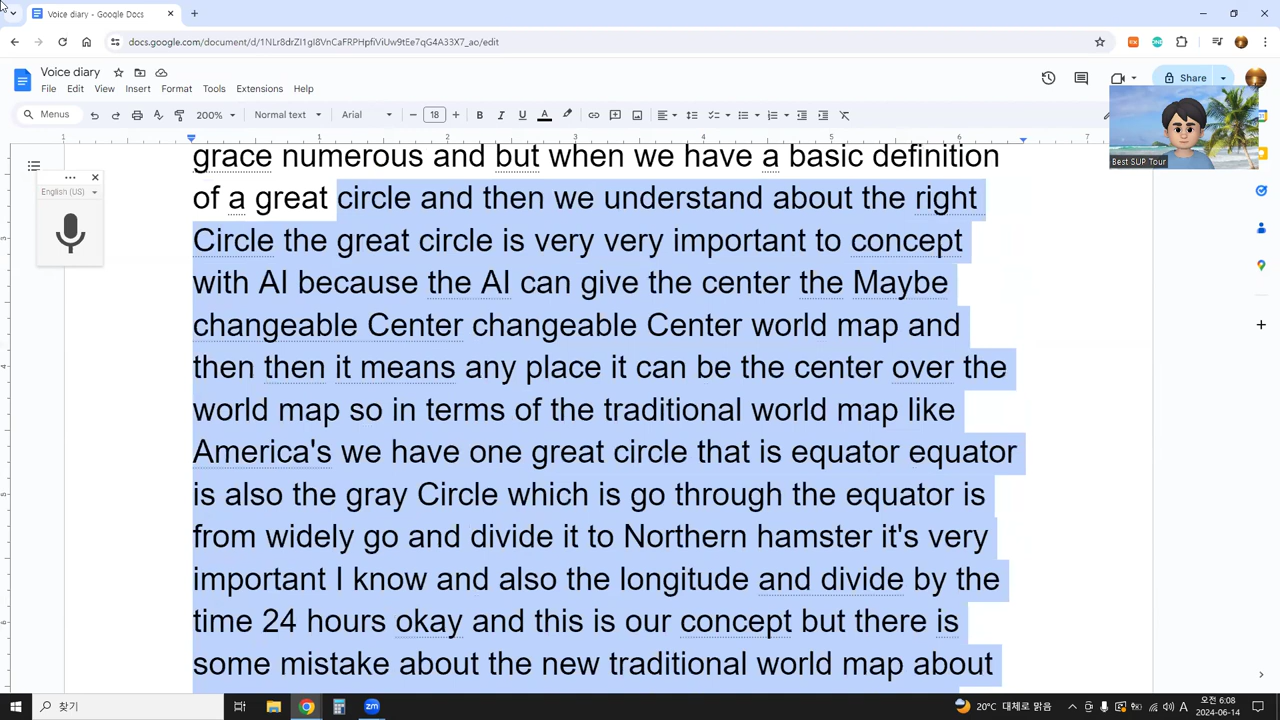 Voice diary - Google Docs
docs.google.com/document/d/1NLr8drZI1gI8VnCaFRPHpfiViUw9tEe7qG4A33X7_ao/edit
Voice diary
File Edit View Insert Format Tools Extensions Help
Share
Menus 200% Normal text Arial 18
1 1 2 3 4 5 6 7
Best SUP Tour
English (US)
grace numerous and but when we have a basic definition
of a great circle and then we understand about the right
Circle the great circle is very very important to concept
with AI because the AI can give the center the Maybe
changeable Center changeable Center world map and
then then it means any place it can be the center over the
world map so in terms of the traditional world map like
America's we have one great circle that is equator equator
is also the gray Circle which is go through the equator is
from widely go and divide it to Northern hamster it's very
important I know and also the longitude and divide by the
time 24 hours okay and this is our concept but there is
some mistake about the new traditional world map about
찾기
20°C 대체로 맑음
A
오전 6:08
2024-06-14